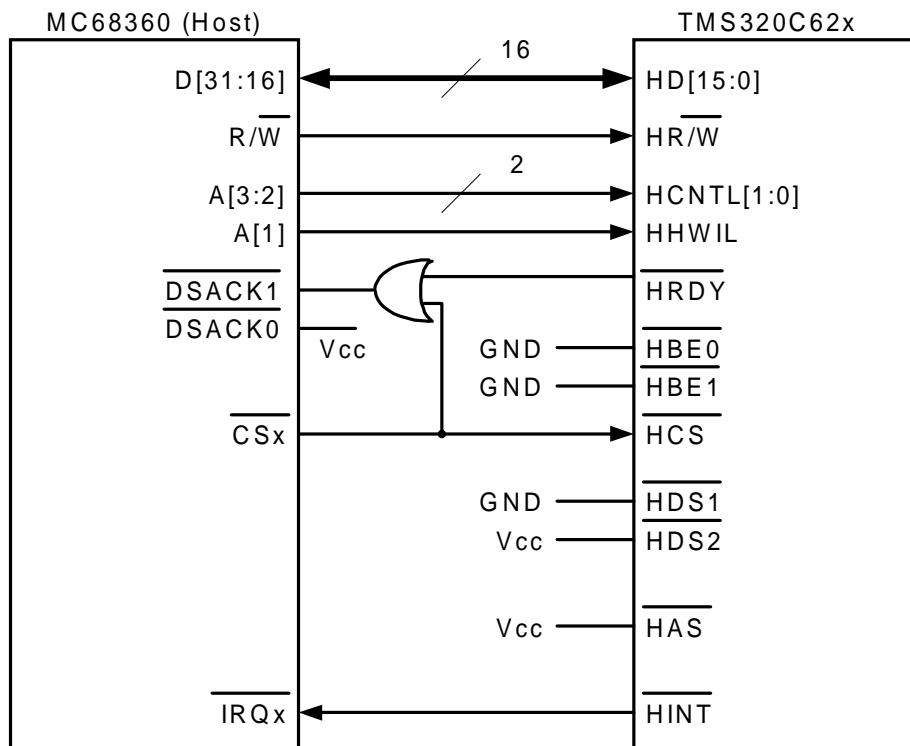 MC68360 (Host) TMS320C62x
16
D[31:16] HD[15:0]
R/W̅ HR/W̅
2
A[3:2] HCNTL[1:0]
A[1] HHWIL
DSACK1 HRDY
DSACK0
Vcc GND HBE0
GND HBE1
CSx HCS
GND HDS1
Vcc HDS2
Vcc HAS
IRQx HINT